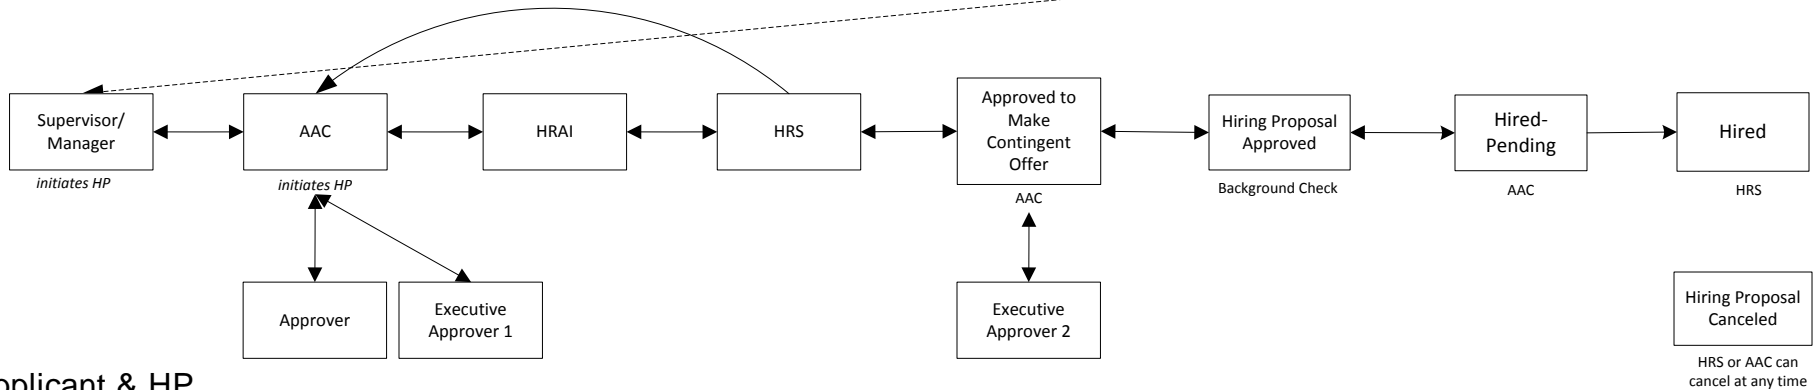 Supervisor/
Manager
initiates HP
AAC
initiates HP
HRAI
HRS
Approved to
Make
Contingent
Offer
AAC
Hiring Proposal
Approved
Background Check
Hired-
Pending
AAC
Hired
HRS
Approver
Executive
Approver 1
Executive
Approver 2
Hiring Proposal
Canceled
HRS or AAC can
cancel at any time
& HP